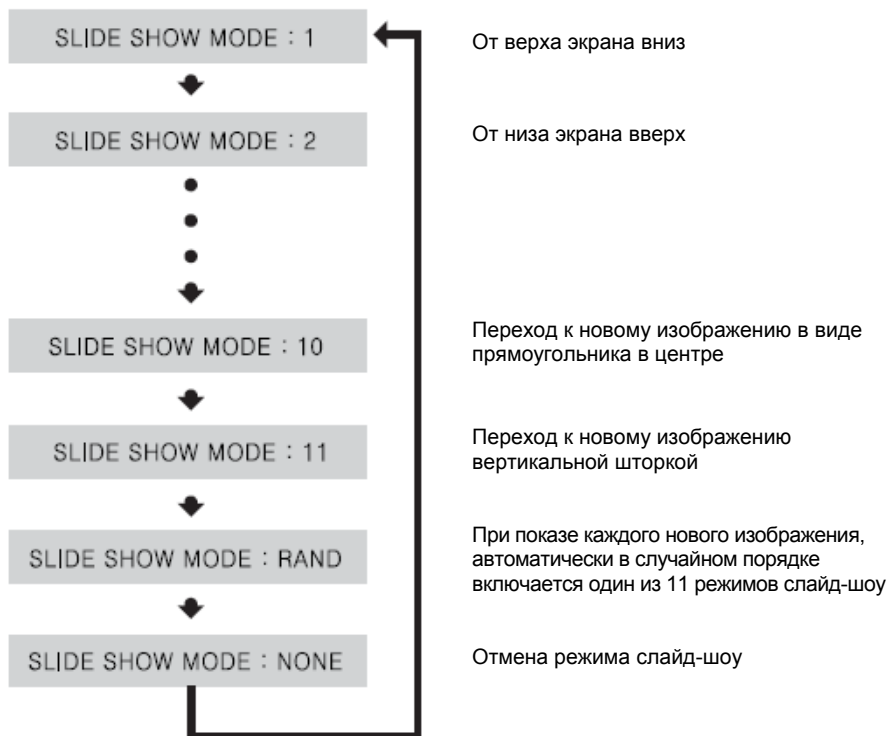 SLIDE SHOW MODE : 1
От верха экрана вниз
SLIDE SHOW MODE : 2
От низа экрана вверх
SLIDE SHOW MODE : 10
Переход к новому изображению в виде
прямоугольника в центре
SLIDE SHOW MODE : 11
Переход к новому изображению
вертикальной шторкой
SLIDE SHOW MODE : RAND
При показе каждого нового изображения,
автоматически в случайном порядке
включается один из 11 режимов слайд-шоу
SLIDE SHOW MODE : NONE
Отмена режима слайд-шоу